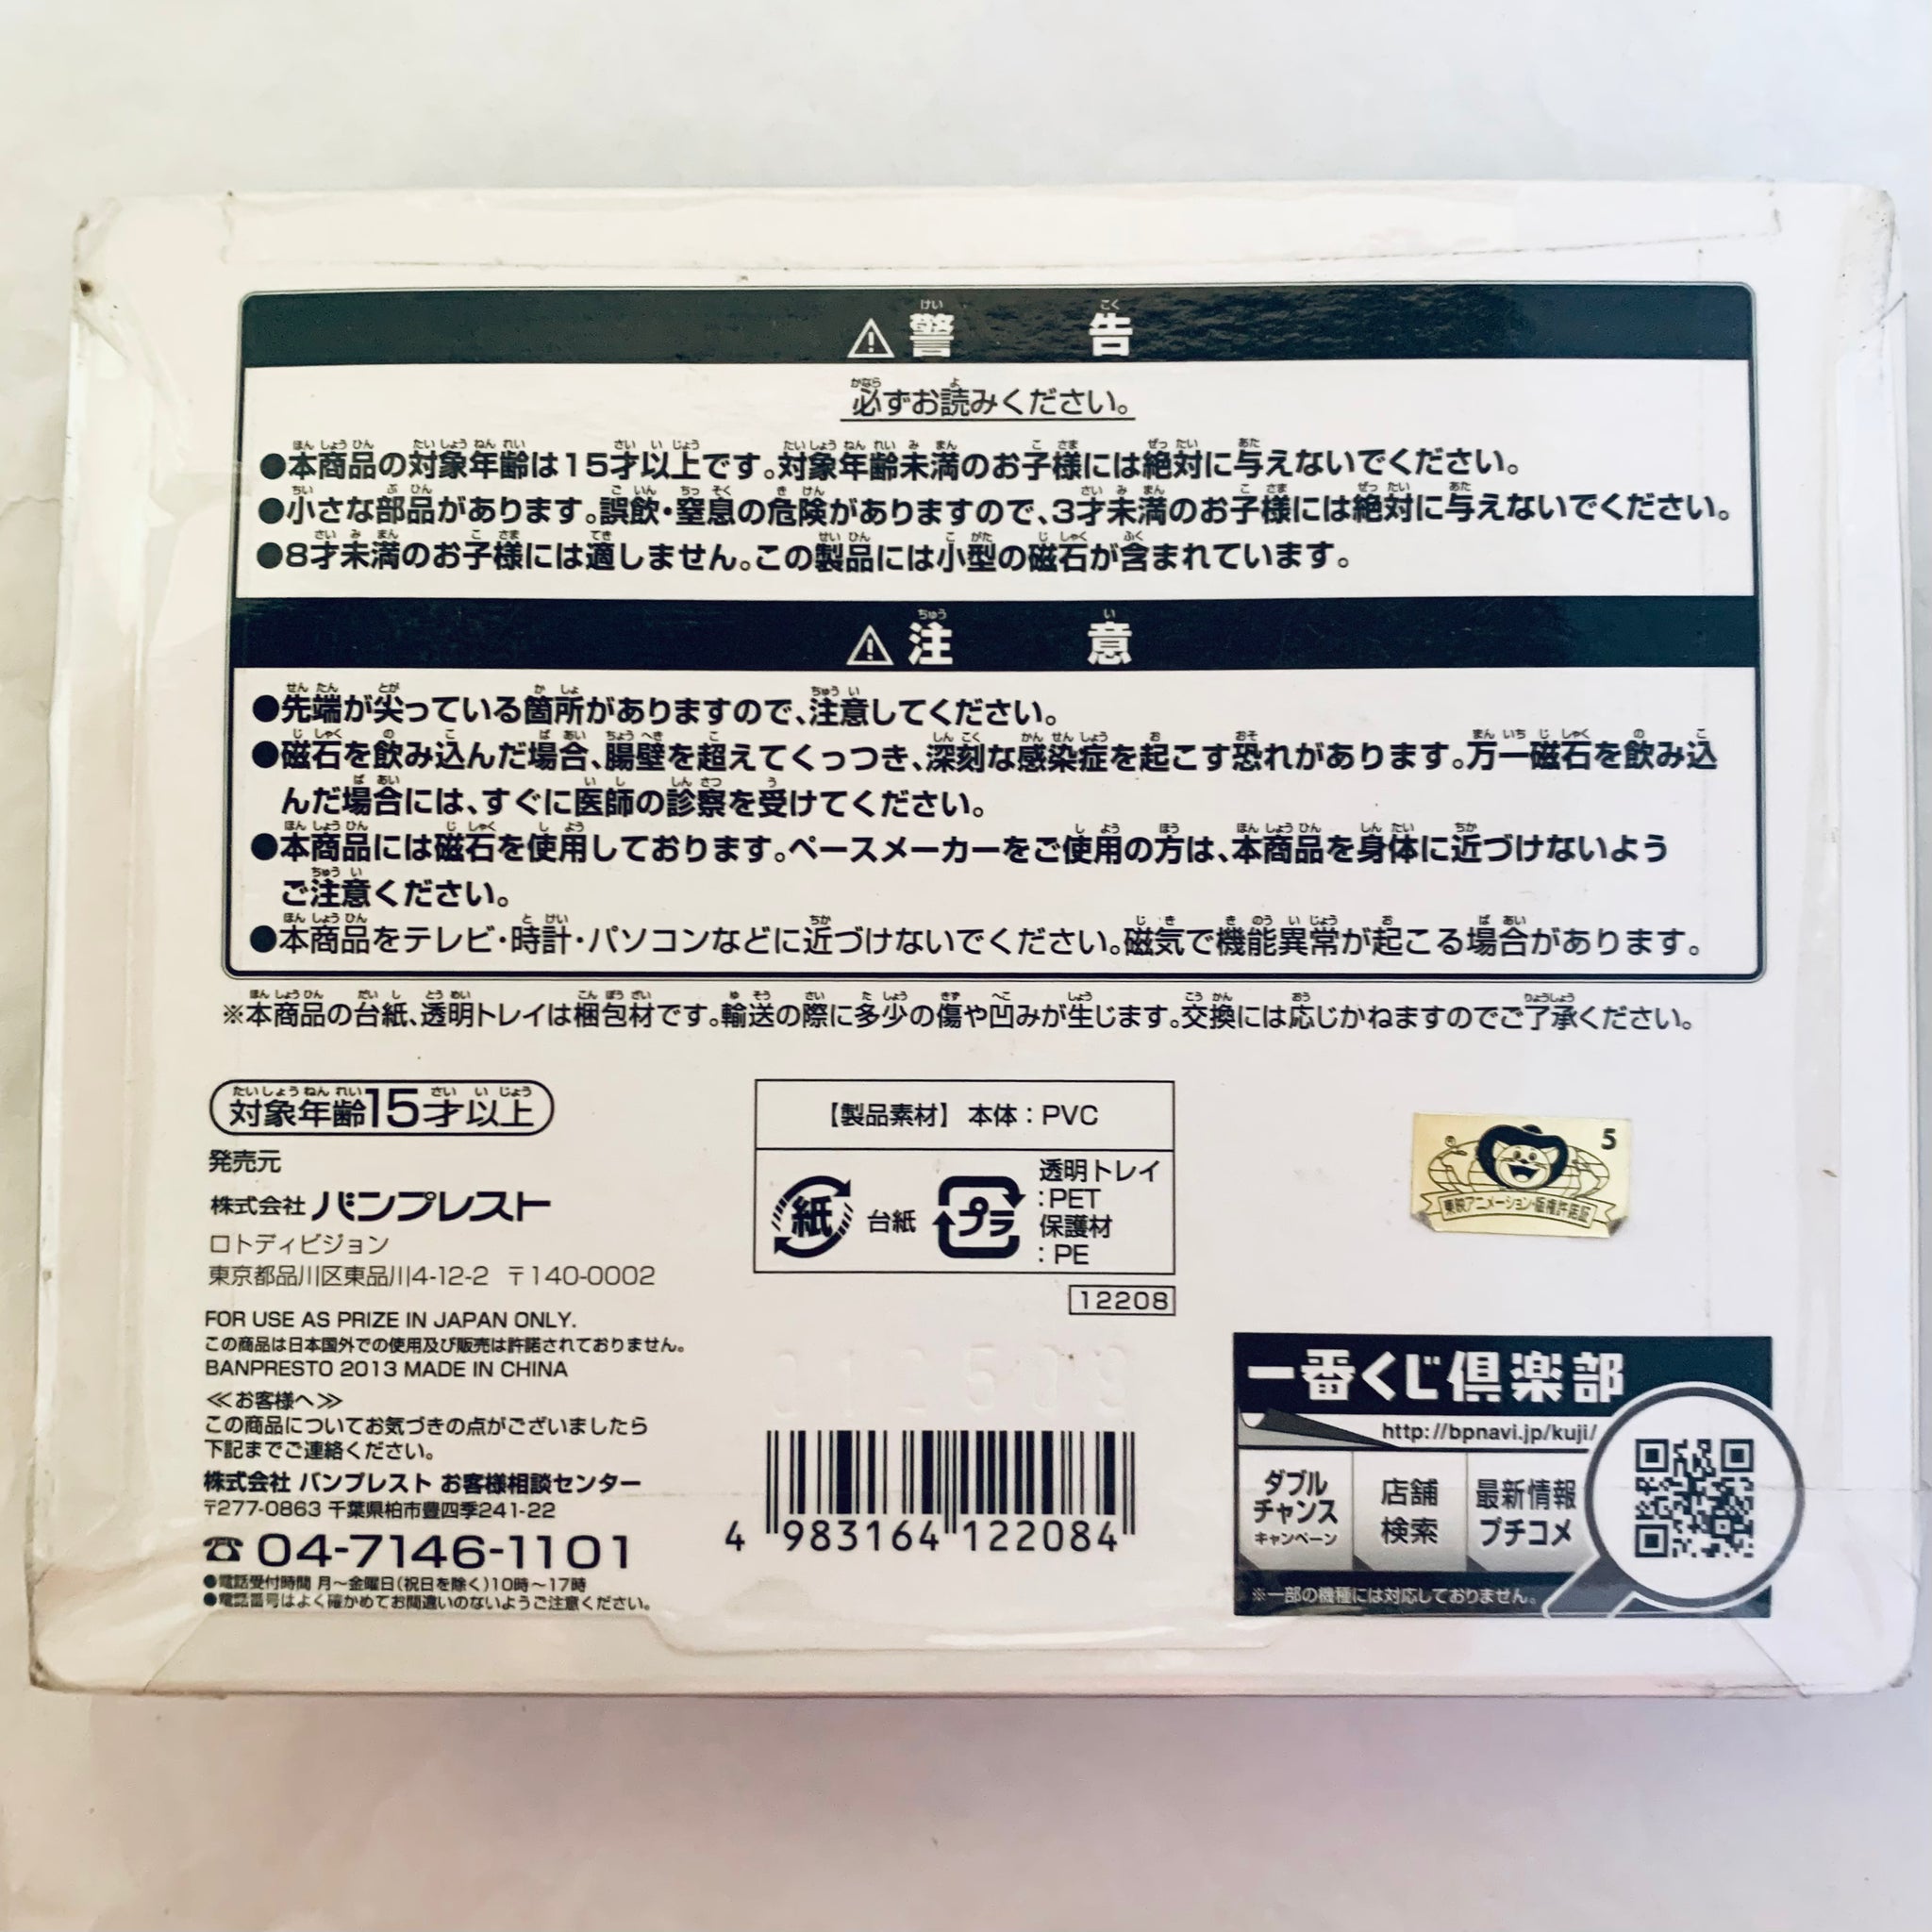 警告
必ずお読みください。
●本商品の対象年齢は15才以上です。対象年齢未満のお子様には絶対に与えないでください。
●小さな部品があります。誤飲・窒息の危険がありますので、3才未満のお子様には絶対に与えないでください。
●8才未満のお子様には適しません。この製品には小型の磁石が含まれています。
注意
●先端が尖っている箇所がありますので、注意してください。
●磁石を飲み込んだ場合、腸壁を超えてくっつき、深刻な感染症を起こす恐れがあります。万一磁石を飲み込
んだ場合には、すぐに医師の診察を受けてください。
●本商品には磁石を使用しております。ペースメーカーをご使用の方は、本商品を身体に近づけないよう
ご注意ください。
●本商品をテレビ・時計・パソコンなどに近づけないでください。磁気で機能異常が起こる場合があります。
※本商品の台紙、透明トレイは梱包材です。輸送の際に多少の傷や凹みが生じます。交換には応じかねますのでご了承ください。
対象年齢15才以上
発売元
株式会社 バンプレスト
ロトディビジョン
東京都品川区東品川4-12-2 〒140-0002
FOR USE AS PRIZE IN JAPAN ONLY.
この商品は日本国外での使用及び販売は許諾されておりません。
BANPRESTO 2013 MADE IN CHINA
≪お客様へ≫
この商品についてお気づきの点がございましたら
下記までご連絡ください。
株式会社 バンプレスト お客様相談センター
〒277-0863 千葉県柏市豊四季241-22
☎ 04-7146-1101
●電話受付時間 月～金曜日(祝日を除く)10時～17時
●電話番号はよく確かめてお間違いのないようご注意ください。
【製品素材】 本体：PVC
紙 台紙
プラ
透明トレイ
:PET
保護材
:PE
12208
4 983164 122084
5
東映アニメーション・版権許諾証
一番くじ倶楽部
http://bpnavi.jp/kuji/
ダブル
チャンス
キャンペーン
店舗
検索
最新情報
プチコメ
※一部の機種には対応しておりません。